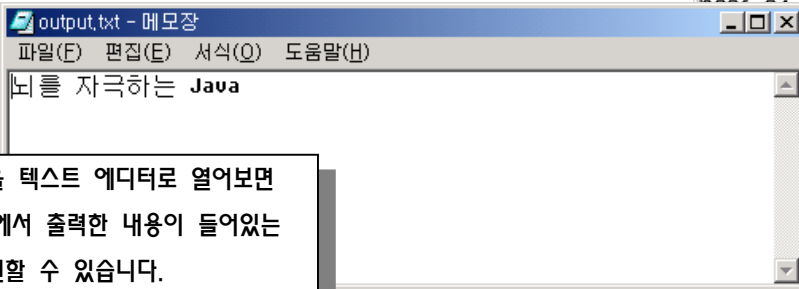 output.txt - 메모장
파일(F) 편집(E) 서식(O) 도움말(H)
뇌를 자극하는 Java
텍스트 에디터로 열어보면
에서 출력한 내용이 들어있는
할 수 있습니다.